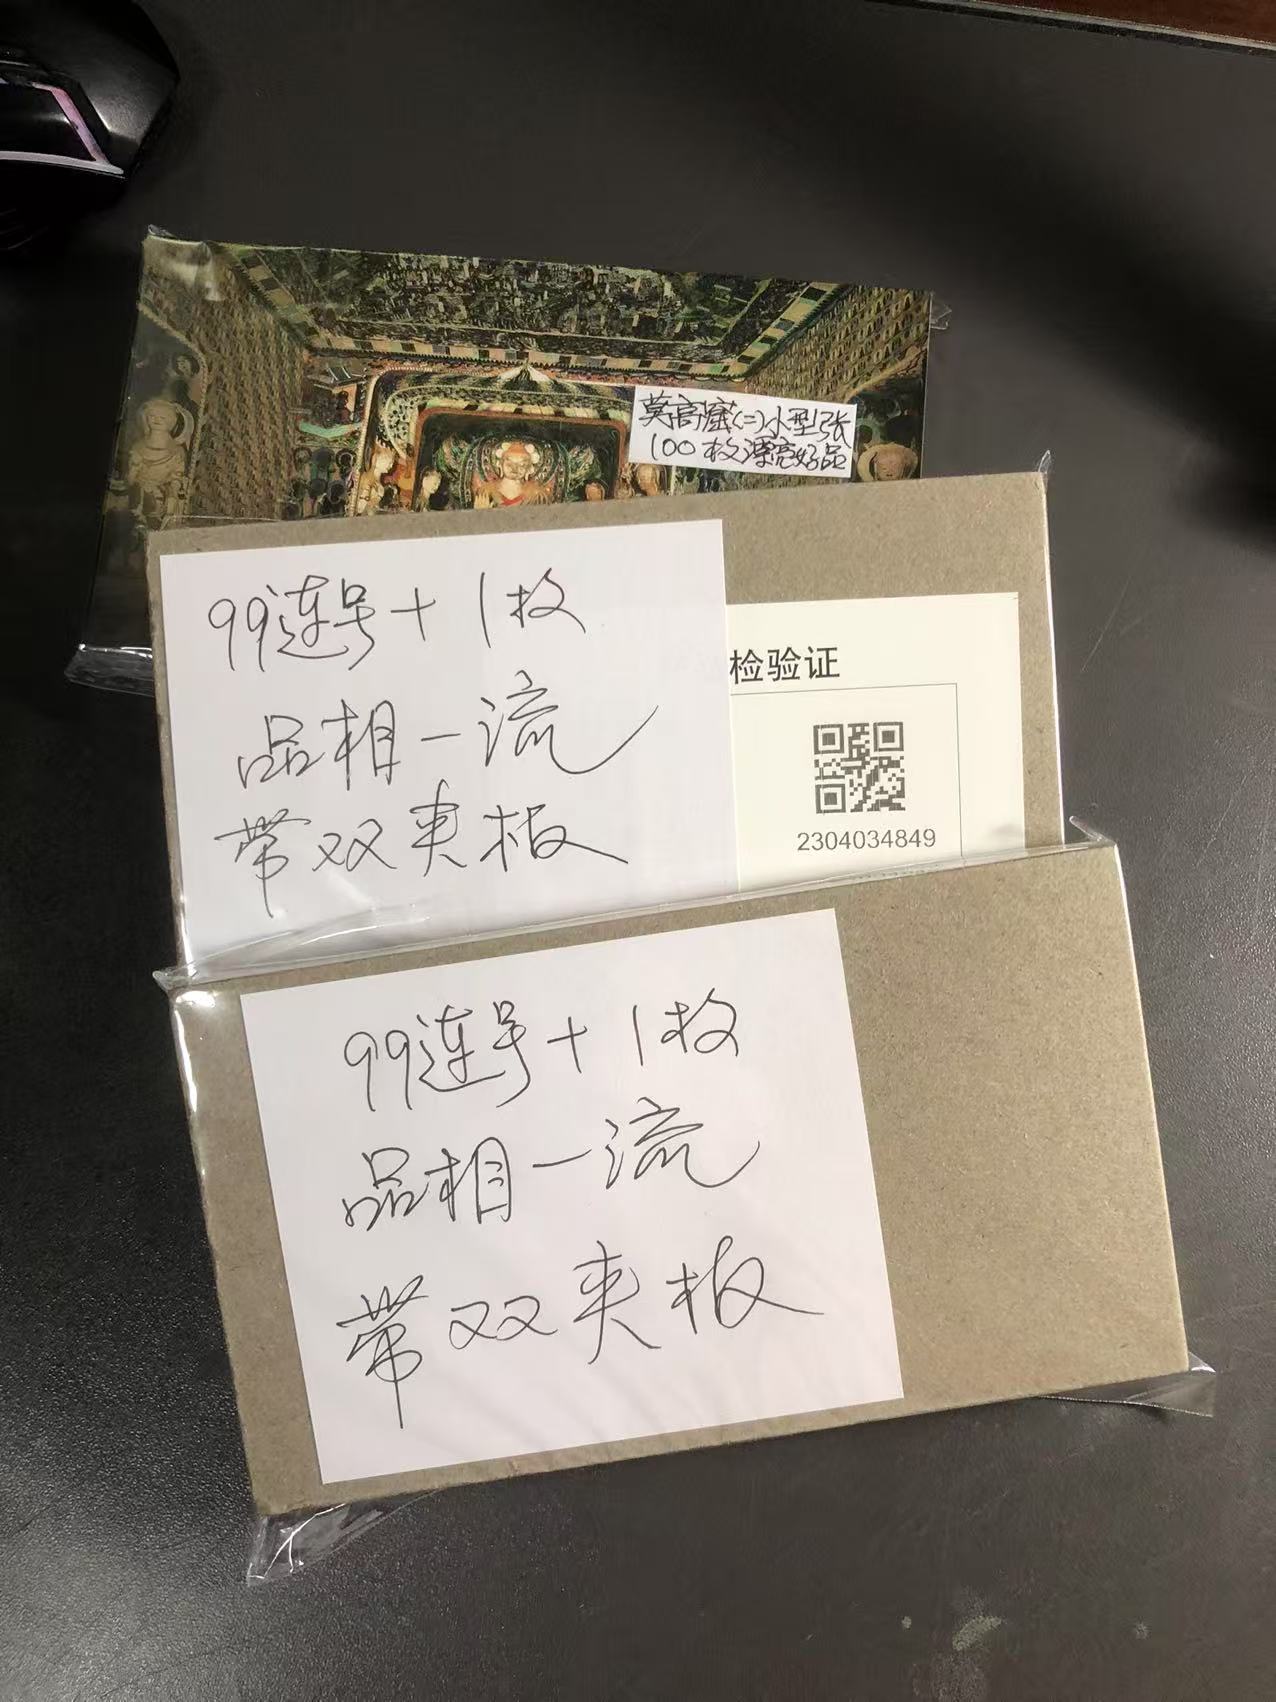 莫高窟(二)小型张
100枚漂亮好品
99连号+1枚
品相一流
带双夹板
检验证
2304034849
99连号+1枚
品相一流
带双夹板